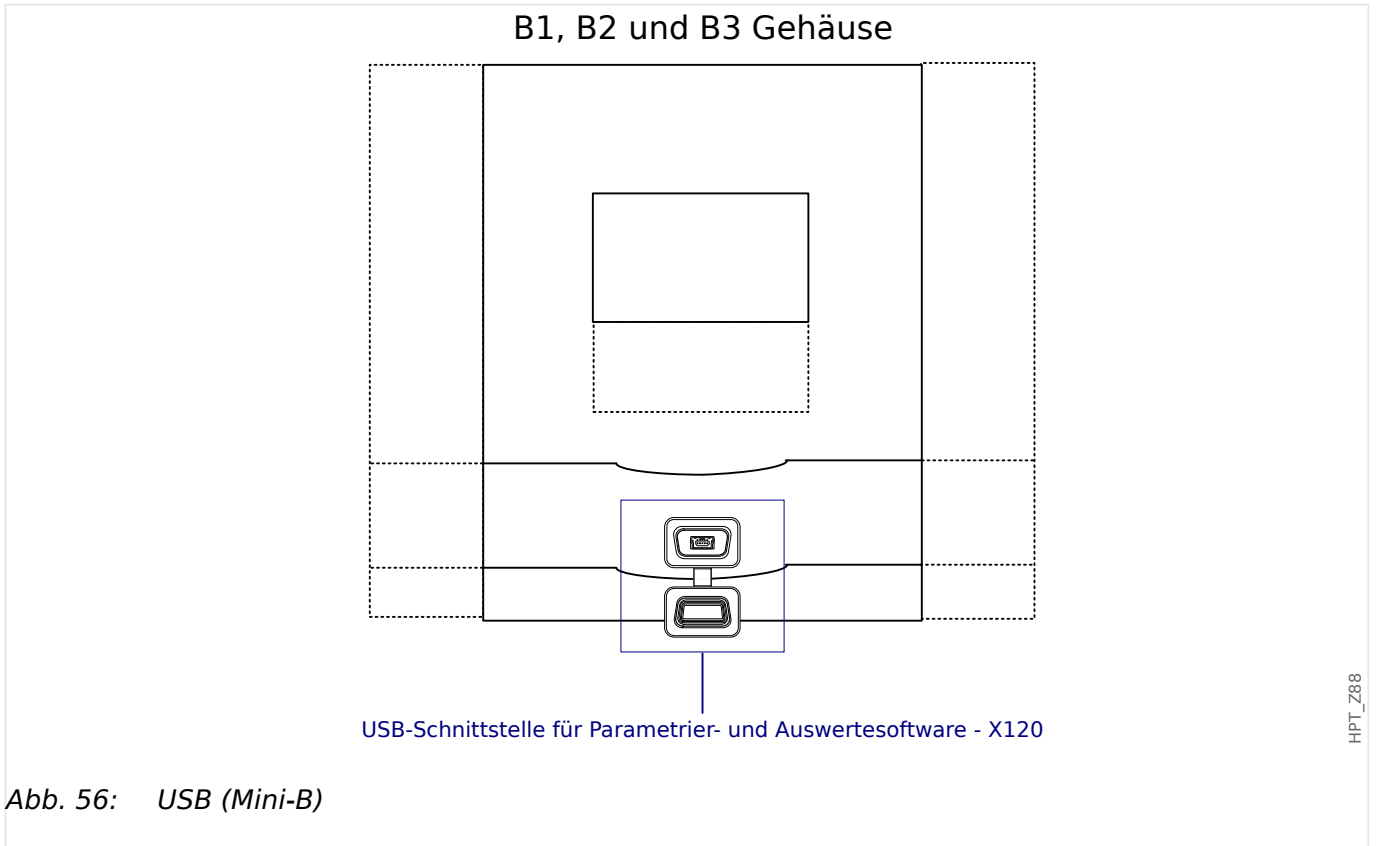 B1, B2 und B3 Gehäuse
USB-Schnittstelle für Parametrier- und Auswertesoftware - X120
HPT_Z88
Abb. 56: USB (Mini-B)